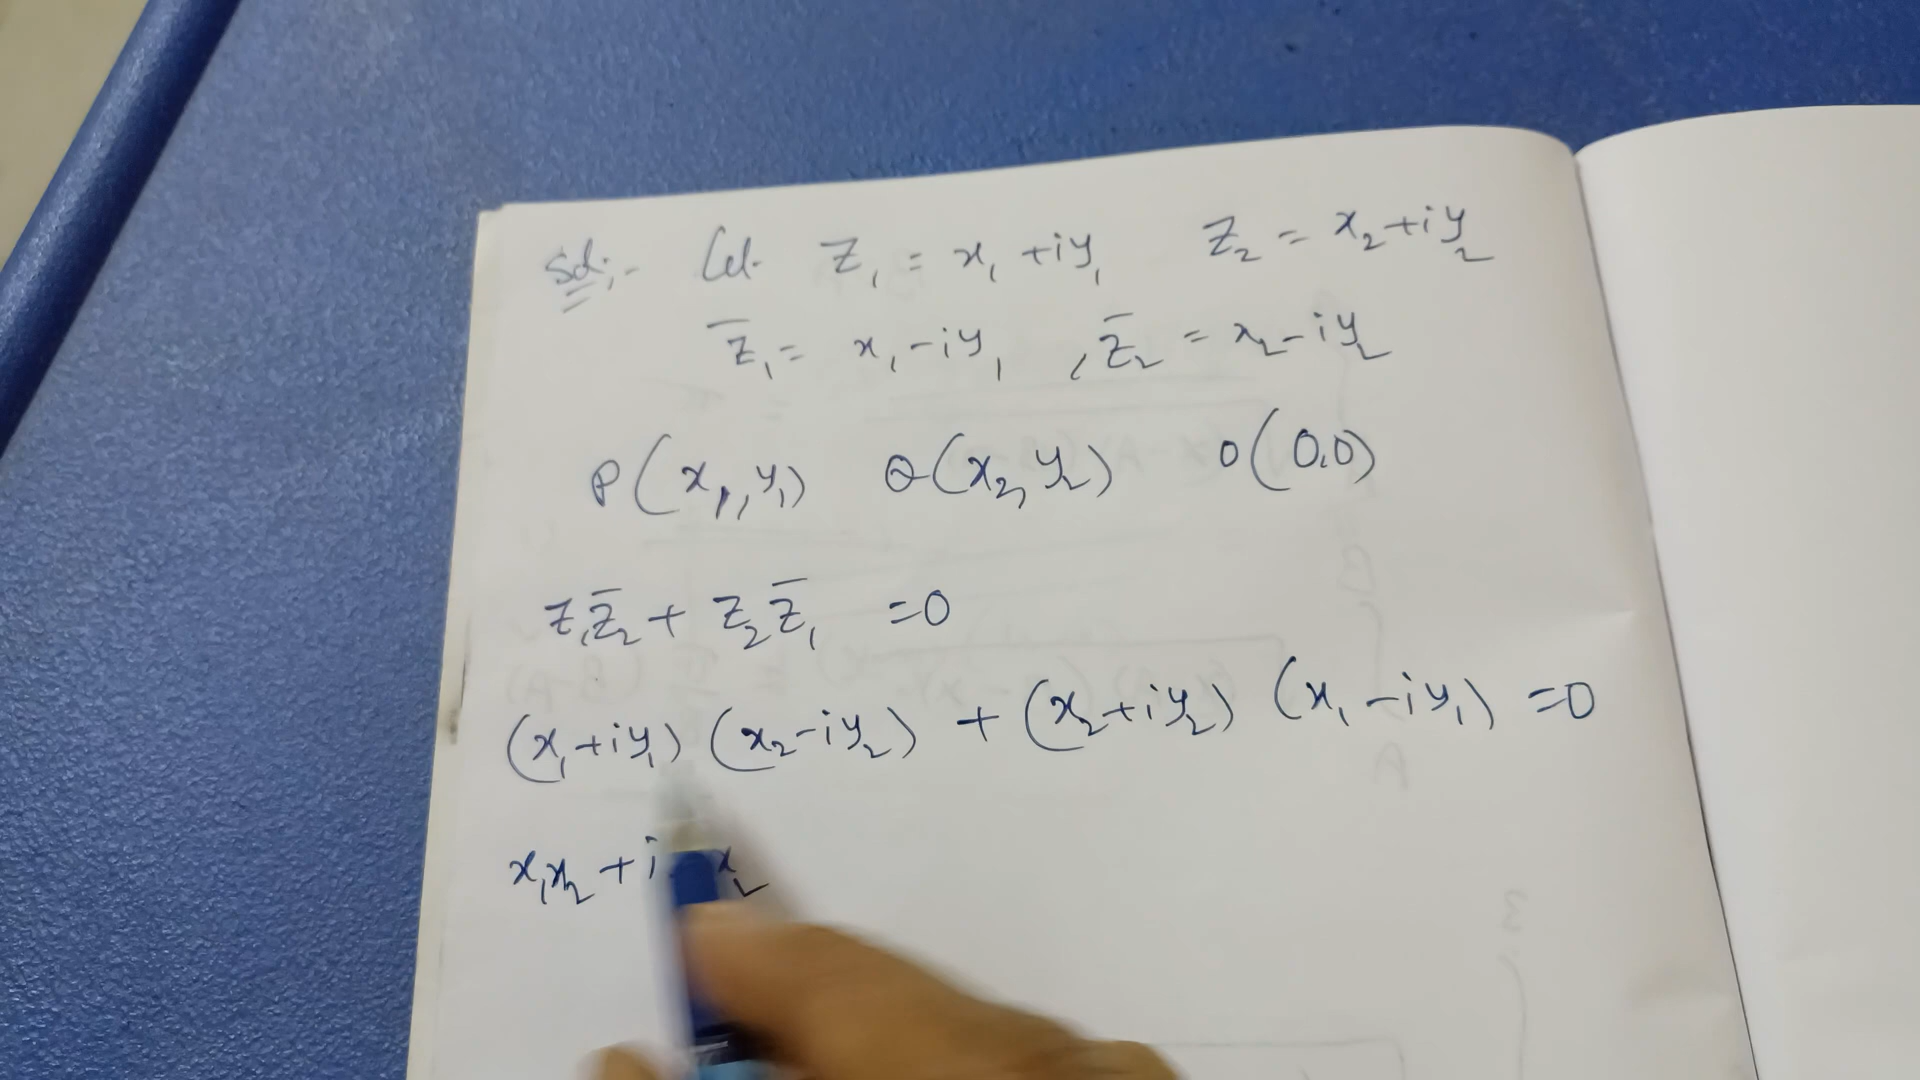 Sol:- Let z₁ = x₁ + iy₁ z₂ = x₂ + iy₂
z̅₁ = x₁ - iy₁ , z̅₂ = x₂ - iy₂
P(x₁, y₁) Q(x₂, y₂) O(0,0)
z₁z̅₂ + z₂z̅₁ = 0
(x₁ + iy₁) (x₂ - iy₂) + (x₂ + iy₂) (x₁ - iy₁) = 0
x₁x₂ + i x₂